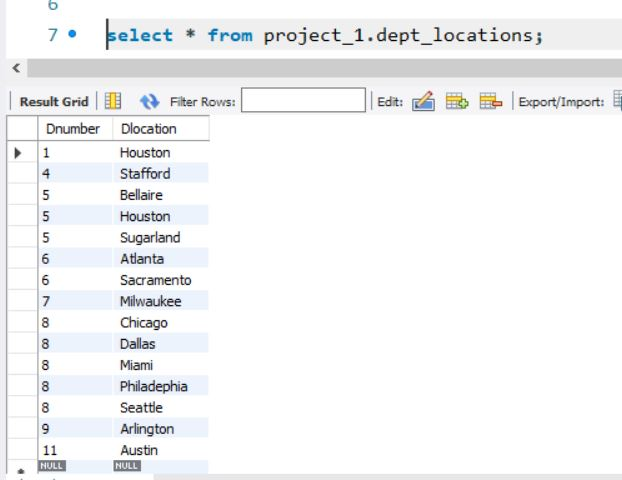 6
7 select * from project_1.dept_locations;
Result Grid Filter Rows: Edit: Export/Import:
Dnumber Dlocation
1 Houston
4 Stafford
5 Bellaire
5 Houston
5 Sugarland
6 Atlanta
6 Sacramento
7 Milwaukee
8 Chicago
8 Dallas
8 Miami
8 Philadephia
8 Seattle
9 Arlington
11 Austin
NULL NULL